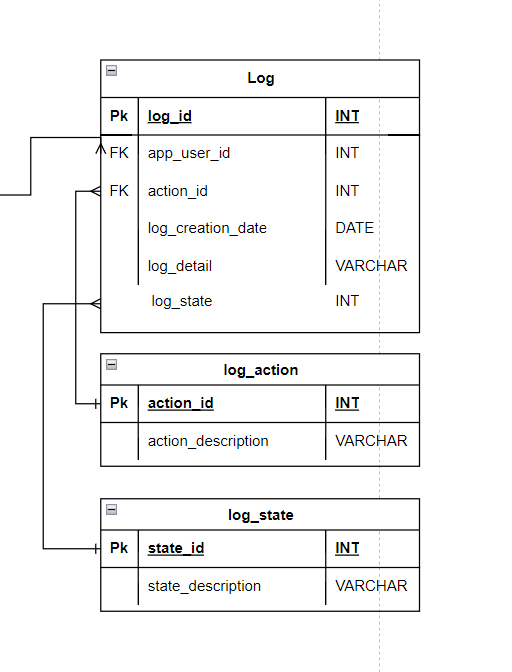 Log
Pk log_id INT
FK app_user_id INT
FK action_id INT
log_creation_date DATE
log_detail VARCHAR
log_state INT
log_action
Pk action_id INT
action_description VARCHAR
log_state
Pk state_id INT
state_description VARCHAR